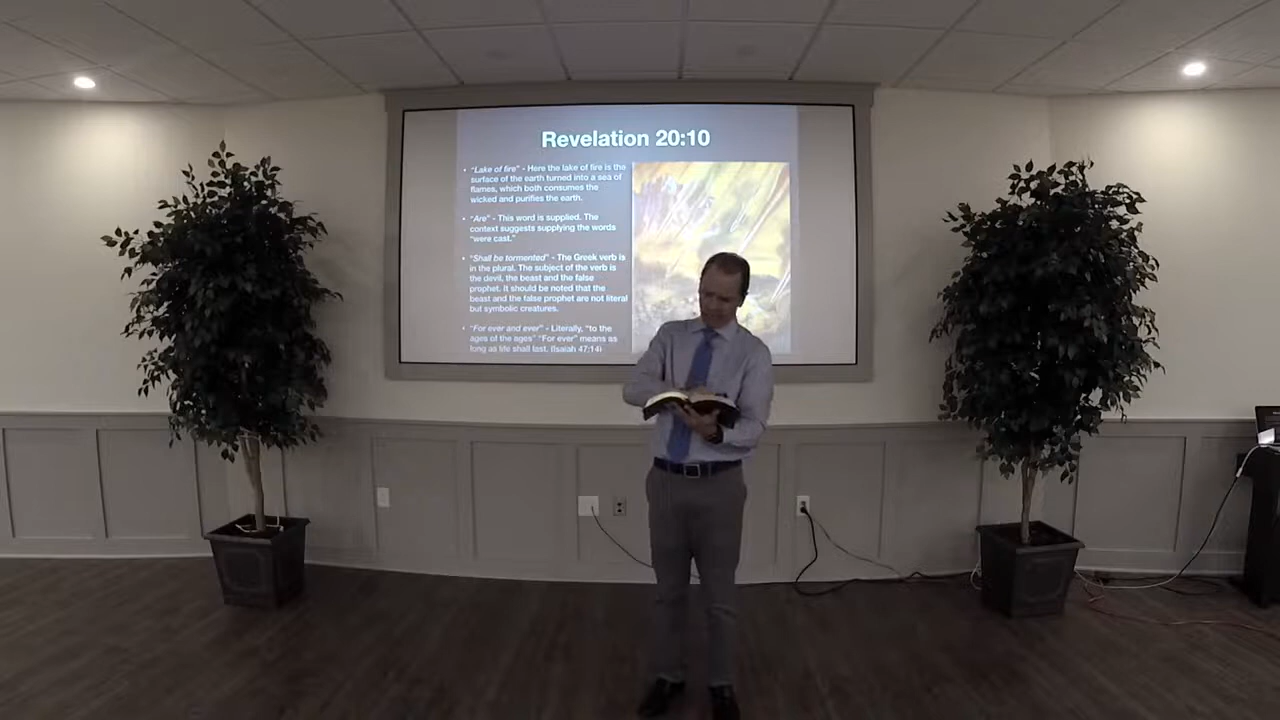 Revelation 20:10
• "Lake of fire" - Here the lake of fire is the
surface of the earth turned into a sea of
flames, which both consumes the
wicked and purifies the earth.
• "Are" - This word is supplied. The
context suggests supplying the words
"were cast."
• "Shall be tormented" - The Greek verb is
in the plural. The subject of the verb is
the devil, the beast and the false
prophet. It should be noted that the
beast and the false prophet are not literal
but symbolic creatures.
• "For ever and ever" - Literally, "to the
ages of the ages" "For ever" means as
long as life shall last. (Isaiah 47:14)